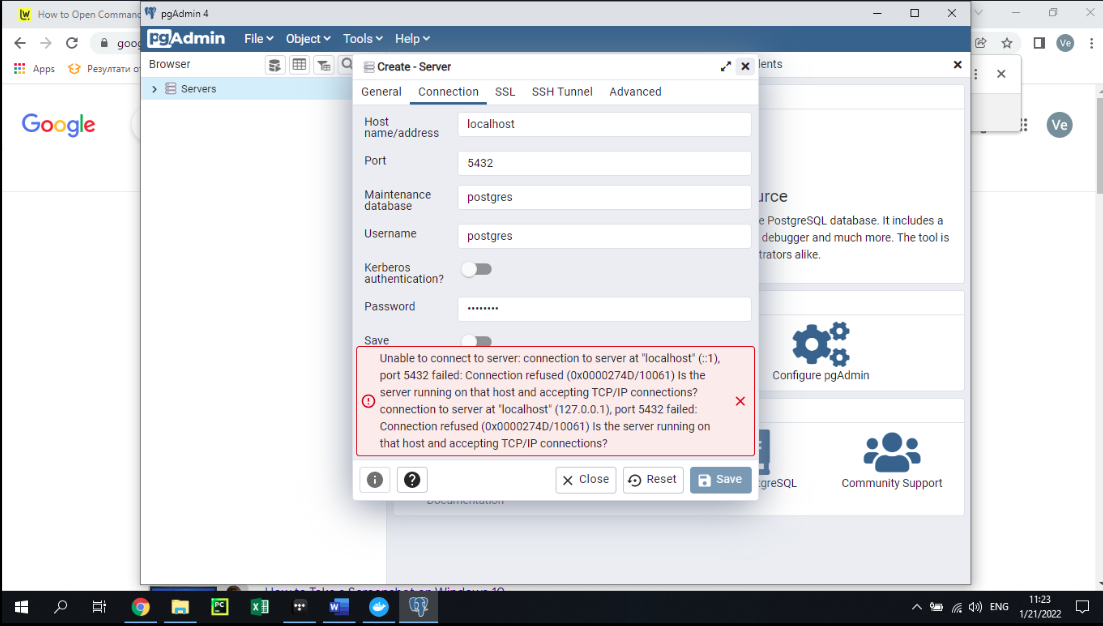 How to Open Comman
pgAdmin 4
goog
pgAdmin
File
Object
Tools
Help
Ve
Apps
Резултати от
Browser
Create - Server
dents
Servers
General
Connection
SSL
SSH Tunnel
Advanced
Google
Ve
Host
name/address
localhost
Port
5432
Maintenance
database
postgres
urce
e PostgreSQL database. It includes a
debugger and much more. The tool is
trators alike.
Username
postgres
Kerberos
authentication?
Password
••••••••
Save
Unable to connect to server: connection to server at "localhost" (::1),
port 5432 failed: Connection refused (0x0000274D/10061) Is the
server running on that host and accepting TCP/IP connections?
connection to server at "localhost" (127.0.0.1), port 5432 failed:
Connection refused (0x0000274D/10061) Is the server running on
that host and accepting TCP/IP connections?
Configure pgAdmin
Close
Reset
Save
tgreSQL
Community Support
Documentation
How to Take a Screenshot on Windows 10
ENG
11:23
1/21/2022